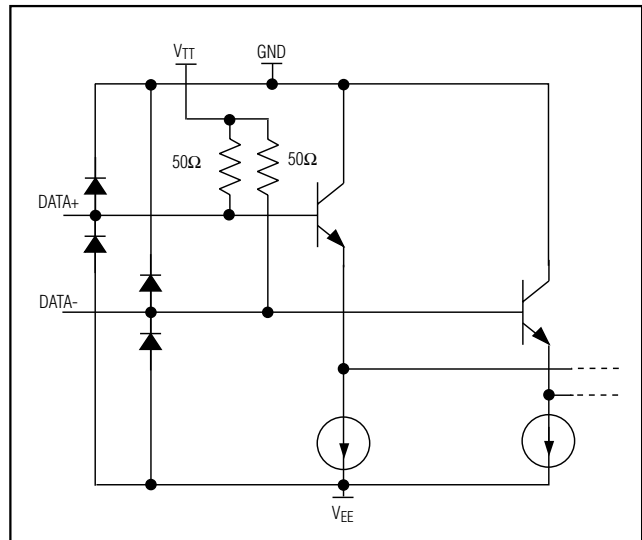 VTT
GND
50Ω
50Ω
DATA+
DATA-
VEE